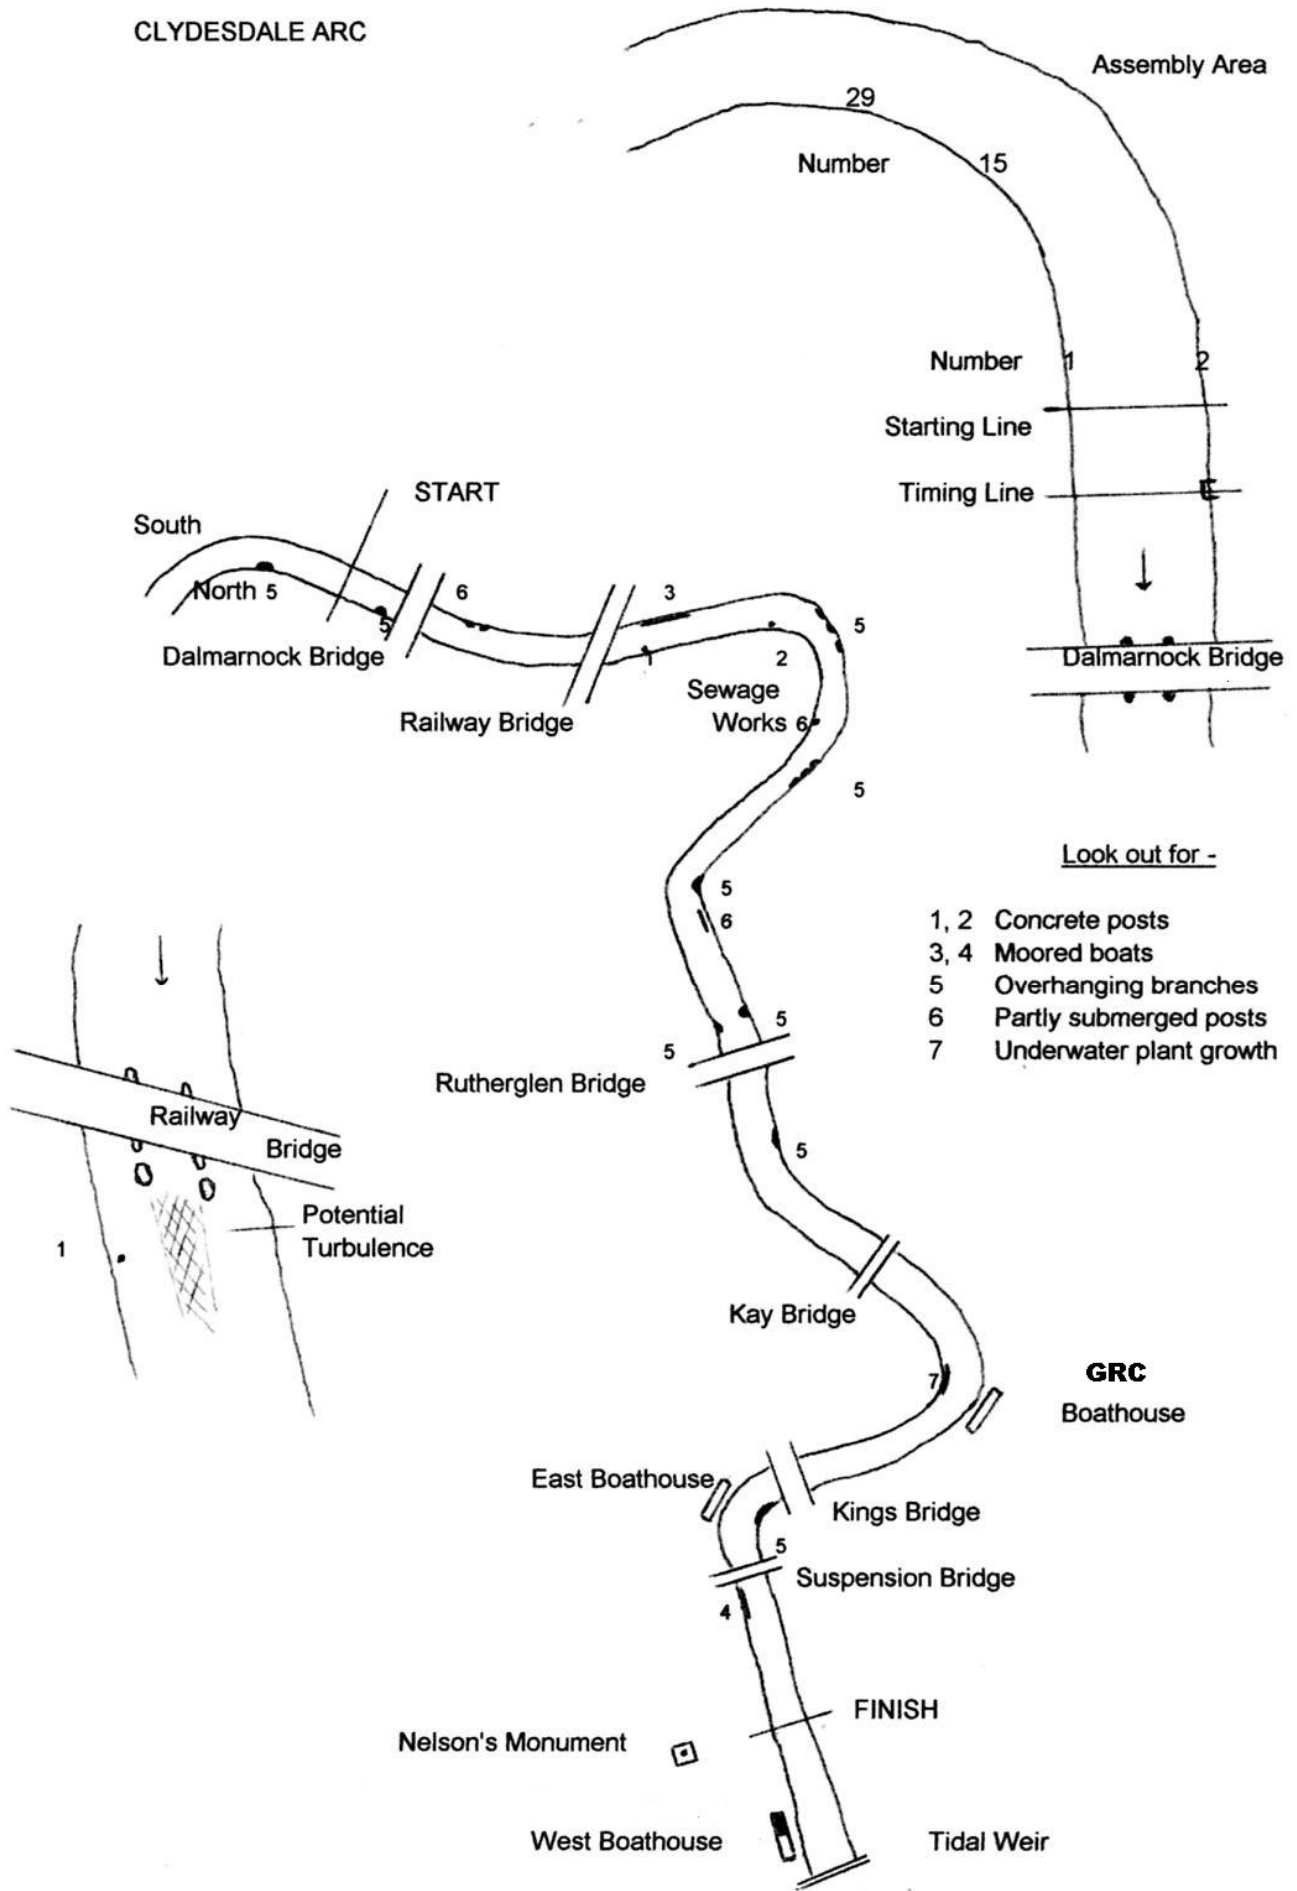 CLYDESDALE ARC
Assembly Area
29
Number
15
Number
1
2
Starting Line
Timing Line
E
START
South
North 5
5
6
3
5
Dalmarnock Bridge
1
2
Dalmarnock Bridge
Sewage
Railway Bridge
Works 6
5
Look out for -
5
6
1, 2 Concrete posts
3, 4 Moored boats
5 Overhanging branches
6 Partly submerged posts
7 Underwater plant growth
5
5
Rutherglen Bridge
Railway
Bridge
5
Potential
Turbulence
1
Kay Bridge
7
GRC
Boathouse
East Boathouse
Kings Bridge
5
Suspension Bridge
4
FINISH
Nelson's Monument
West Boathouse
Tidal Weir